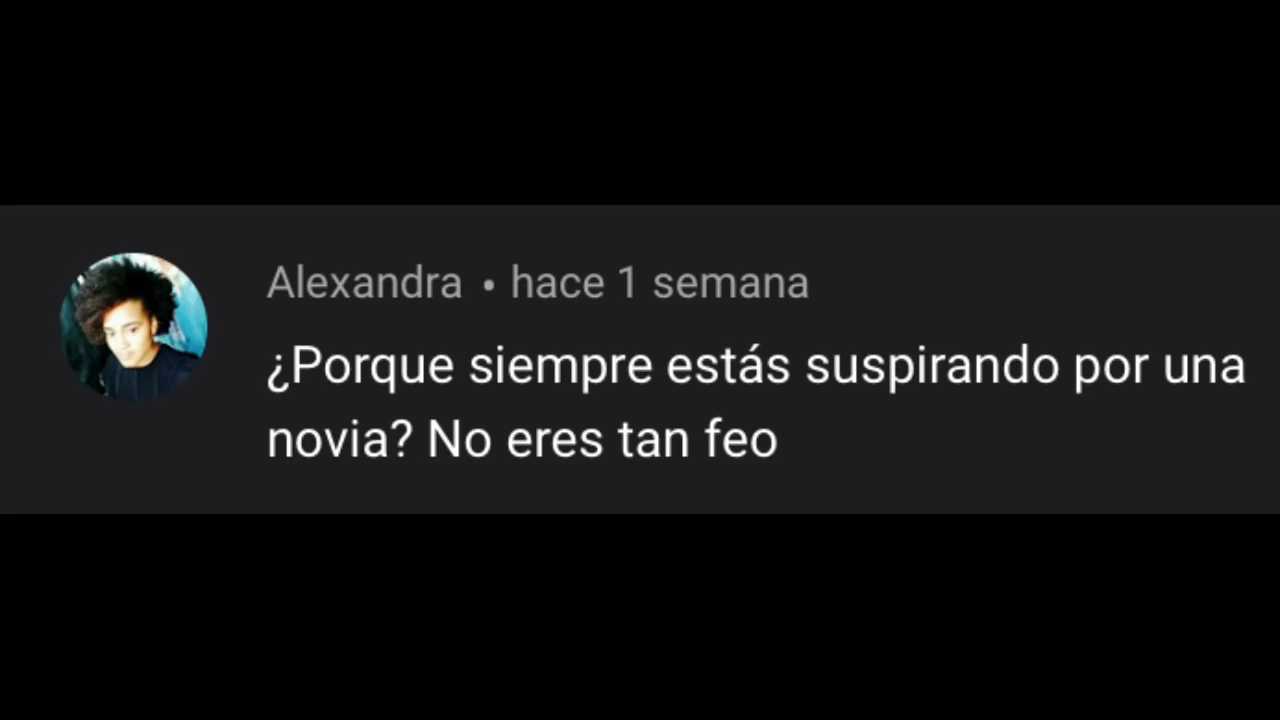 Alexandra • hace 1 semana
¿Porque siempre estás suspirando por una
novia? No eres tan feo